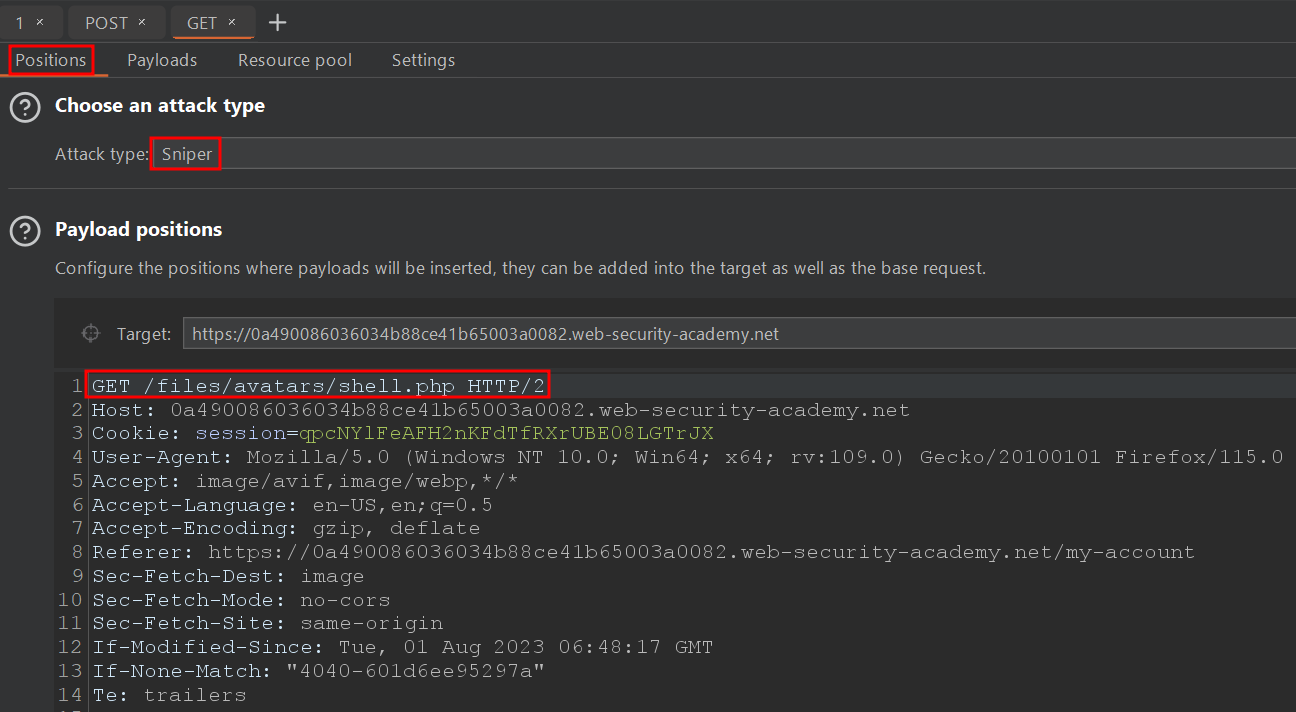 1 × POST × GET × +
Positions Payloads Resource pool Settings
? Choose an attack type
Attack type: Sniper
? Payload positions
Configure the positions where payloads will be inserted, they can be added into the target as well as the base request.
Target: https://0a490086036034b88ce41b65003a0082.web-security-academy.net
1 GET /files/avatars/shell.php HTTP/2
2 Host: 0a490086036034b88ce41b65003a0082.web-security-academy.net
3 Cookie: session=qpcNYlFeAFH2nKFdTfRXrUBE08LGTrJX
4 User-Agent: Mozilla/5.0 (Windows NT 10.0; Win64; x64; rv:109.0) Gecko/20100101 Firefox/115.0
5 Accept: image/avif,image/webp,*/*
6 Accept-Language: en-US,en;q=0.5
7 Accept-Encoding: gzip, deflate
8 Referer: https://0a490086036034b88ce41b65003a0082.web-security-academy.net/my-account
9 Sec-Fetch-Dest: image
10 Sec-Fetch-Mode: no-cors
11 Sec-Fetch-Site: same-origin
12 If-Modified-Since: Tue, 01 Aug 2023 06:48:17 GMT
13 If-None-Match: "4040-601d6ee95297a"
14 Te: trailers